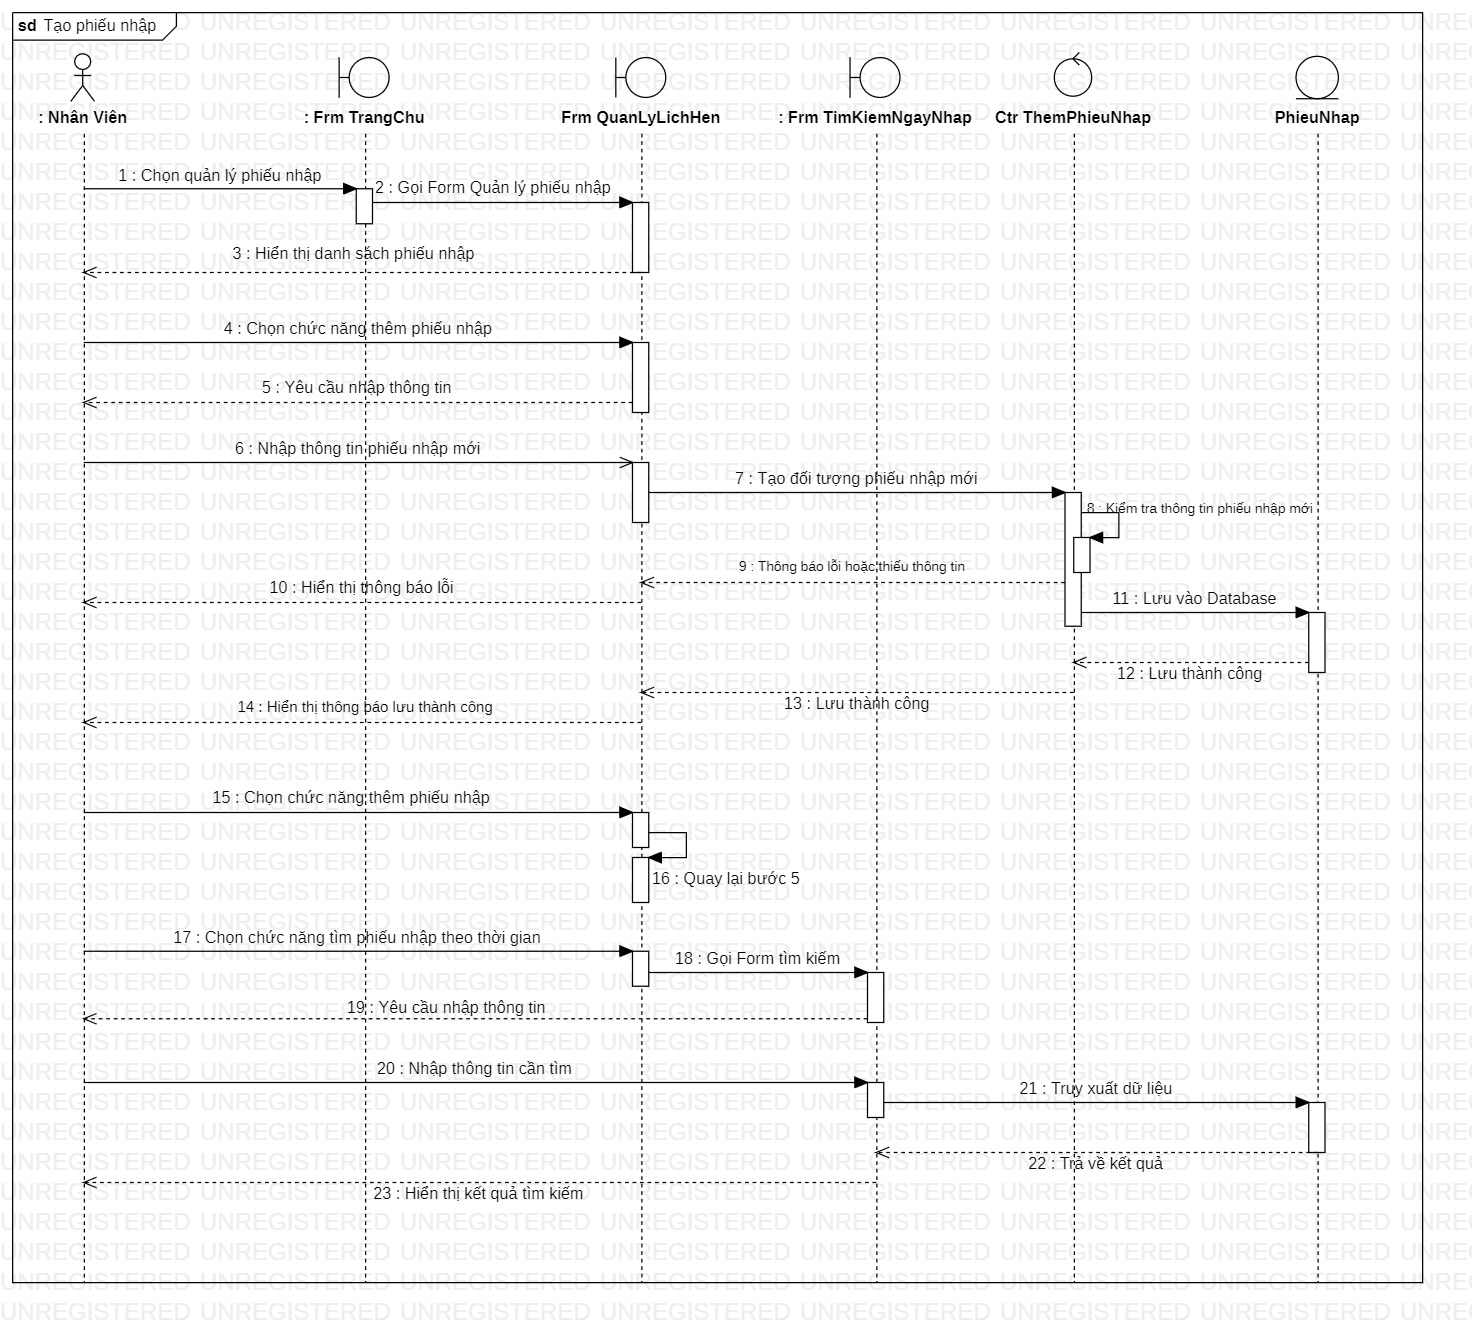 sd Tạo phiếu nhập
: Nhân Viên
: Frm TrangChu
Frm QuanLyLichHen
: Frm TimKiemNgayNhap
Ctr ThemPhieuNhap
PhieuNhap
1 : Chọn quản lý phiếu nhập
2 : Gọi Form Quản lý phiếu nhập
3 : Hiển thị danh sách phiếu nhập
4 : Chọn chức năng thêm phiếu nhập
5 : Yêu cầu nhập thông tin
6 : Nhập thông tin phiếu nhập mới
7 : Tạo đối tượng phiếu nhập mới
8 : Kiểm tra thông tin phiếu nhập mới
9 : Thông báo lỗi hoặc thiếu thông tin
10 : Hiển thị thông báo lỗi
11 : Lưu vào Database
12 : Lưu thành công
13 : Lưu thành công
14 : Hiển thị thông báo lưu thành công
15 : Chọn chức năng thêm phiếu nhập
16 : Quay lại bước 5
17 : Chọn chức năng tìm phiếu nhập theo thời gian
18 : Gọi Form tìm kiếm
19 : Yêu cầu nhập thông tin
20 : Nhập thông tin cần tìm
21 : Truy xuất dữ liệu
22 : Trả về kết quả
23 : Hiển thị kết quả tìm kiếm
UNREGISTERED